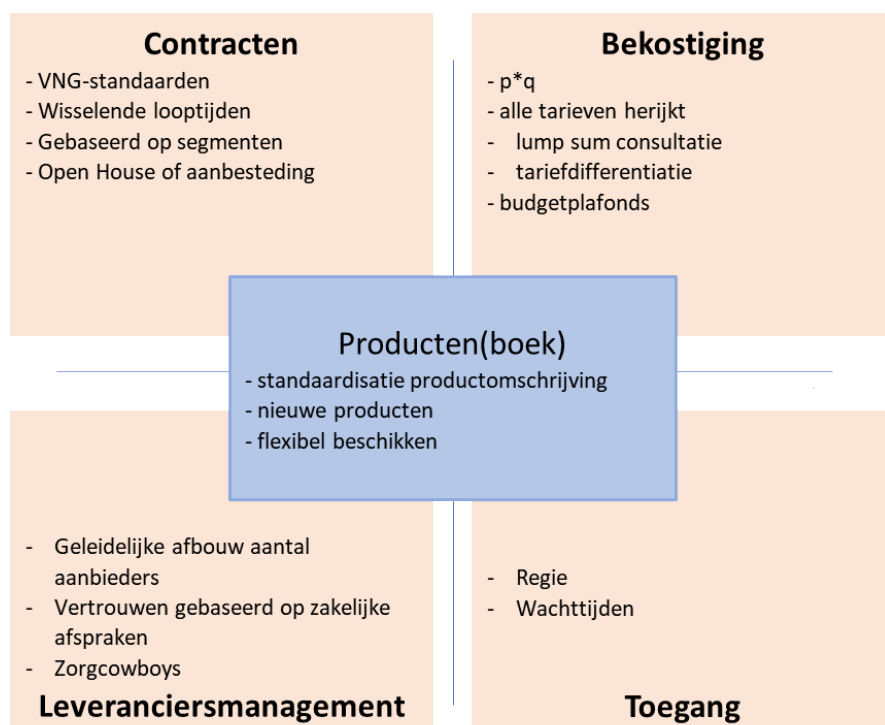 Contracten
- VNG-standaarden
- Wisselende looptijden
- Gebaseerd op segmenten
- Open House of aanbesteding
Bekostiging
- p*q
- alle tarieven herijkt
- lump sum consultatie
- tariefdifferentiatie
- budgetplafonds
Producten(boek)
- standaardisatie productomschrijving
- nieuwe producten
- flexibel beschikken
- Geleidelijke afbouw aantal
aanbieders
- Vertrouwen gebaseerd op zakelijke
afspraken
- Zorgcowboys
Leveranciersmanagement
- Regie
- Wachttijden
Toegang